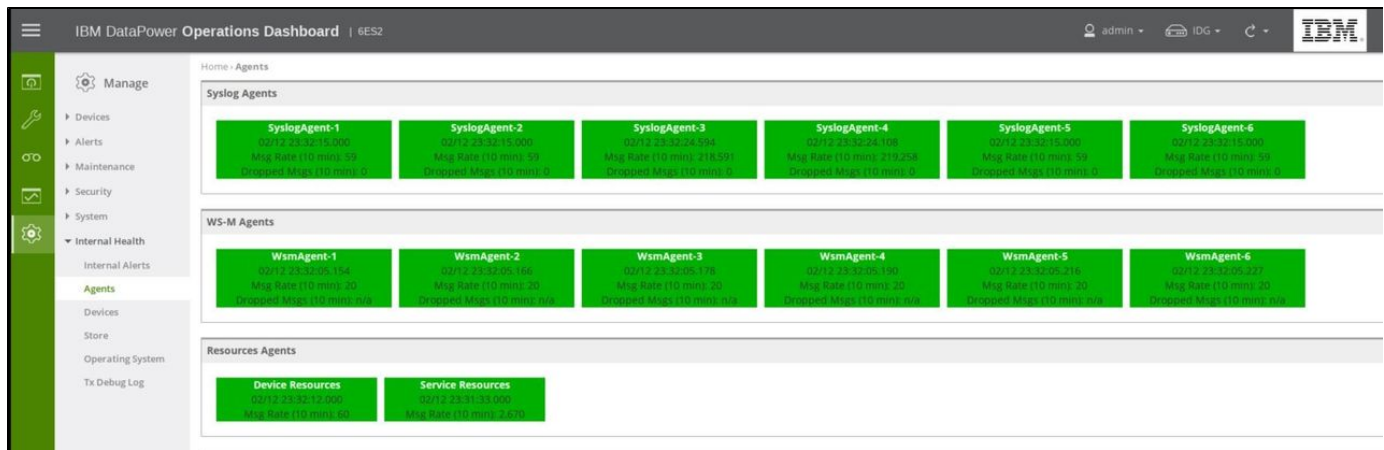 IBM DataPower Operations Dashboard | 6ES2
admin
IDG
IBM
Manage
Devices
Alerts
Maintenance
Security
System
Internal Health
Internal Alerts
Agents
Devices
Store
Operating System
Tx Debug Log
Home › Agents
Syslog Agents
SyslogAgent-1
02/12 23:32:15.000
Msg Rate (10 min): 59
Dropped Msgs (10 min): 0
SyslogAgent-2
02/12 23:32:15.000
Msg Rate (10 min): 59
Dropped Msgs (10 min): 0
SyslogAgent-3
02/12 23:32:24.594
Msg Rate (10 min): 218,591
Dropped Msgs (10 min): 0
SyslogAgent-4
02/12 23:32:24.108
Msg Rate (10 min): 219,258
Dropped Msgs (10 min): 0
SyslogAgent-5
02/12 23:32:15.000
Msg Rate (10 min): 59
Dropped Msgs (10 min): 0
SyslogAgent-6
02/12 23:32:15.000
Msg Rate (10 min): 59
Dropped Msgs (10 min): 0
WS-M Agents
WsmAgent-1
02/12 23:32:05.154
Msg Rate (10 min): 20
Dropped Msgs (10 min): n/a
WsmAgent-2
02/12 23:32:05.166
Msg Rate (10 min): 20
Dropped Msgs (10 min): n/a
WsmAgent-3
02/12 23:32:05.178
Msg Rate (10 min): 20
Dropped Msgs (10 min): n/a
WsmAgent-4
02/12 23:32:05.190
Msg Rate (10 min): 20
Dropped Msgs (10 min): n/a
WsmAgent-5
02/12 23:32:05.216
Msg Rate (10 min): 20
Dropped Msgs (10 min): n/a
WsmAgent-6
02/12 23:32:05.227
Msg Rate (10 min): 20
Dropped Msgs (10 min): n/a
Resources Agents
Device Resources
02/12 23:32:12.000
Msg Rate (10 min): 60
Service Resources
02/12 23:31:33.000
Msg Rate (10 min): 2,670